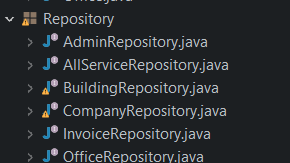 Repository
AdminRepository.java
AllServiceRepository.java
BuildingRepository.java
CompanyRepository.java
InvoiceRepository.java
OfficeRepository.java